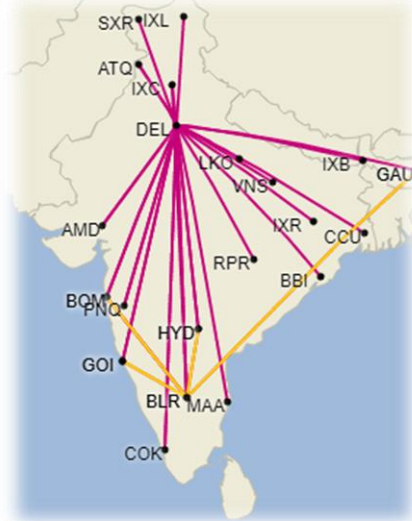 SXR
IXL
ATQ
IXC
DEL
LKO
IXB
GAU
VNS
AMD
IXR
CCU
RPR
BBI
BOM
PNQ
HYD
GOI
BLR
MAA
COK